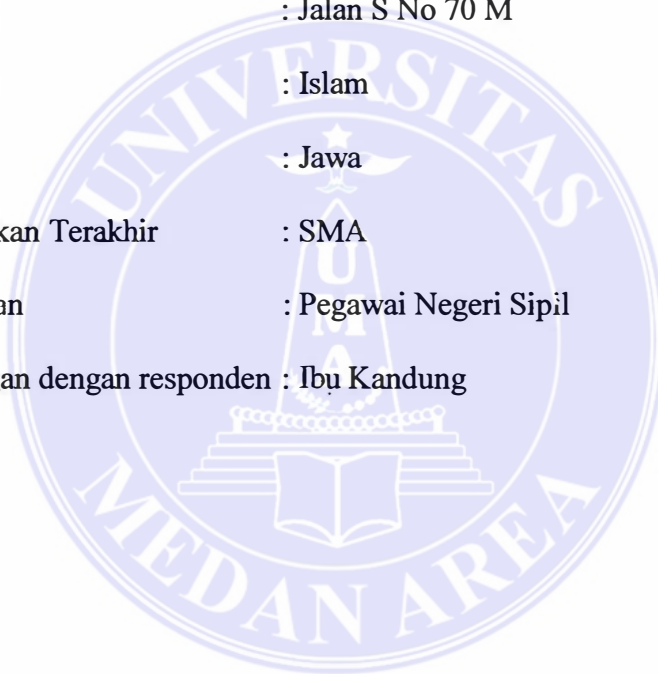 : Jalan S No 70 M
: Islam
: Jawa
kan Terakhir : SMA
an : Pegawai Negeri Sipil
an dengan responden : Ibu Kandung
UNIVERSITAS
UMA
MEDAN AREA